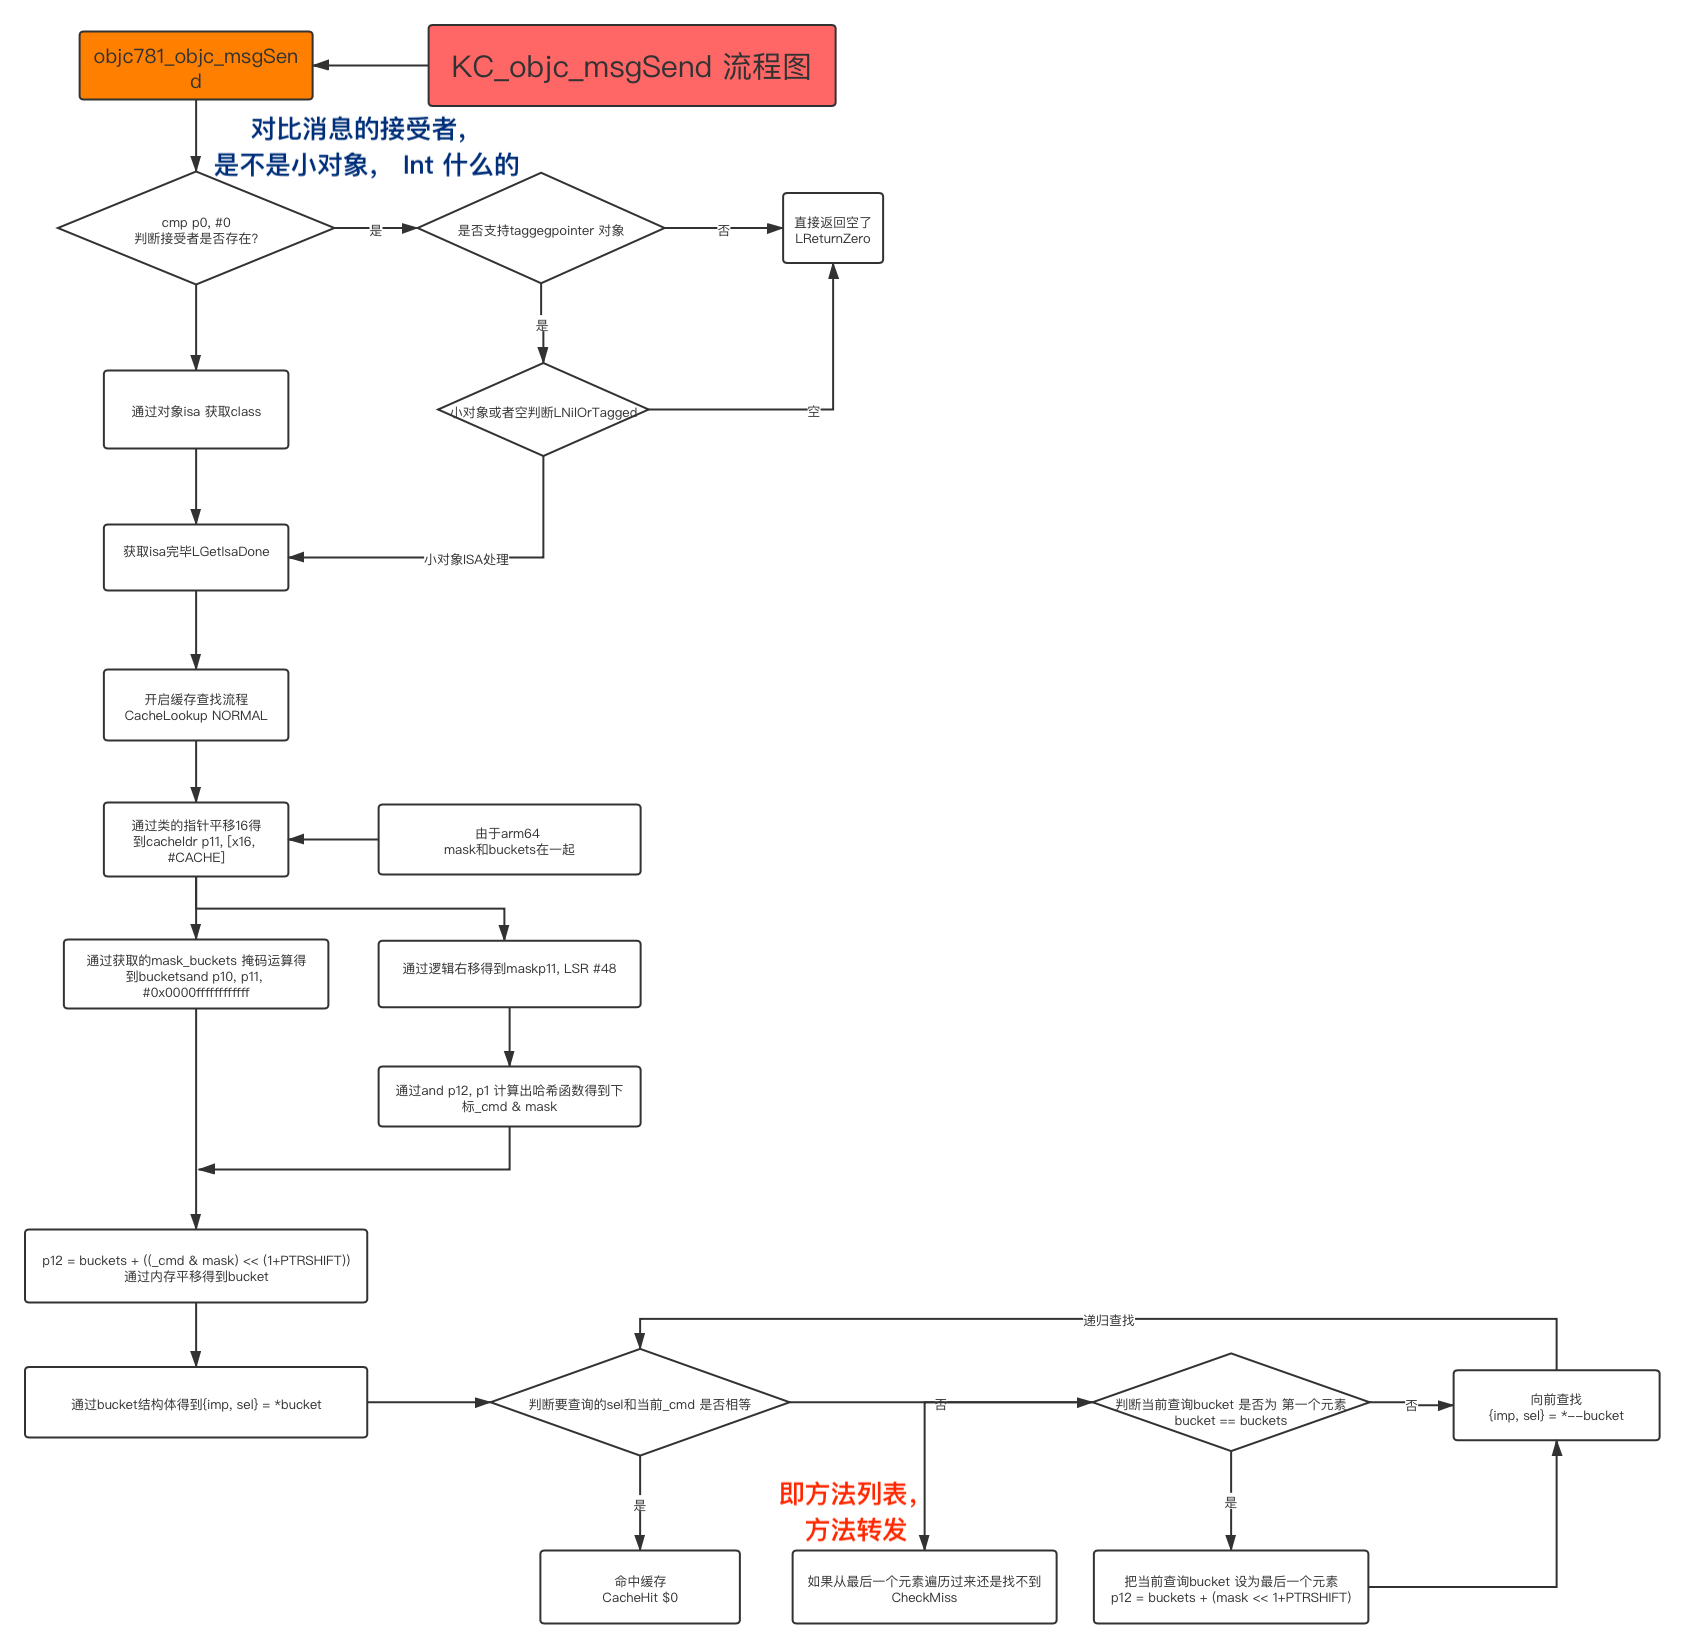 objc781_objc_msgSen
d
KC_objc_msgSend 流程图
对比消息的接受者，
是不是小对象， Int 什么的
cmp p0, #0
判断接受者是否存在?
是
是否支持taggegpointer 对象
否
直接返回空了
LReturnZero
是
通过对象isa 获取class
小对象或者空判断LNilOrTagged
空
获取isa完毕LGetIsaDone
小对象ISA处理
开启缓存查找流程
CacheLookup NORMAL
通过类的指针平移16得
到cacheldr p11, [x16,
#CACHE]
由于arm64
mask和buckets在一起
通过获取的mask_buckets 掩码运算得
到bucketsand p10, p11,
#0x0000ffffffffffff
通过逻辑右移得到maskp11, LSR #48
通过and p12, p1 计算出哈希函数得到下
标_cmd & mask
p12 = buckets + ((_cmd & mask) << (1+PTRSHIFT))
通过内存平移得到bucket
递归查找
通过bucket结构体得到{imp, sel} = *bucket
判断要查询的sel和当前_cmd 是否相等
否
判断当前查询bucket 是否为 第一个元素
bucket == buckets
否
向前查找
{imp, sel} = *--bucket
是
即方法列表，
方法转发
是
命中缓存
CacheHit $0
如果从最后一个元素遍历过来还是找不到
CheckMiss
把当前查询bucket 设为最后一个元素
p12 = buckets + (mask << 1+PTRSHIFT)